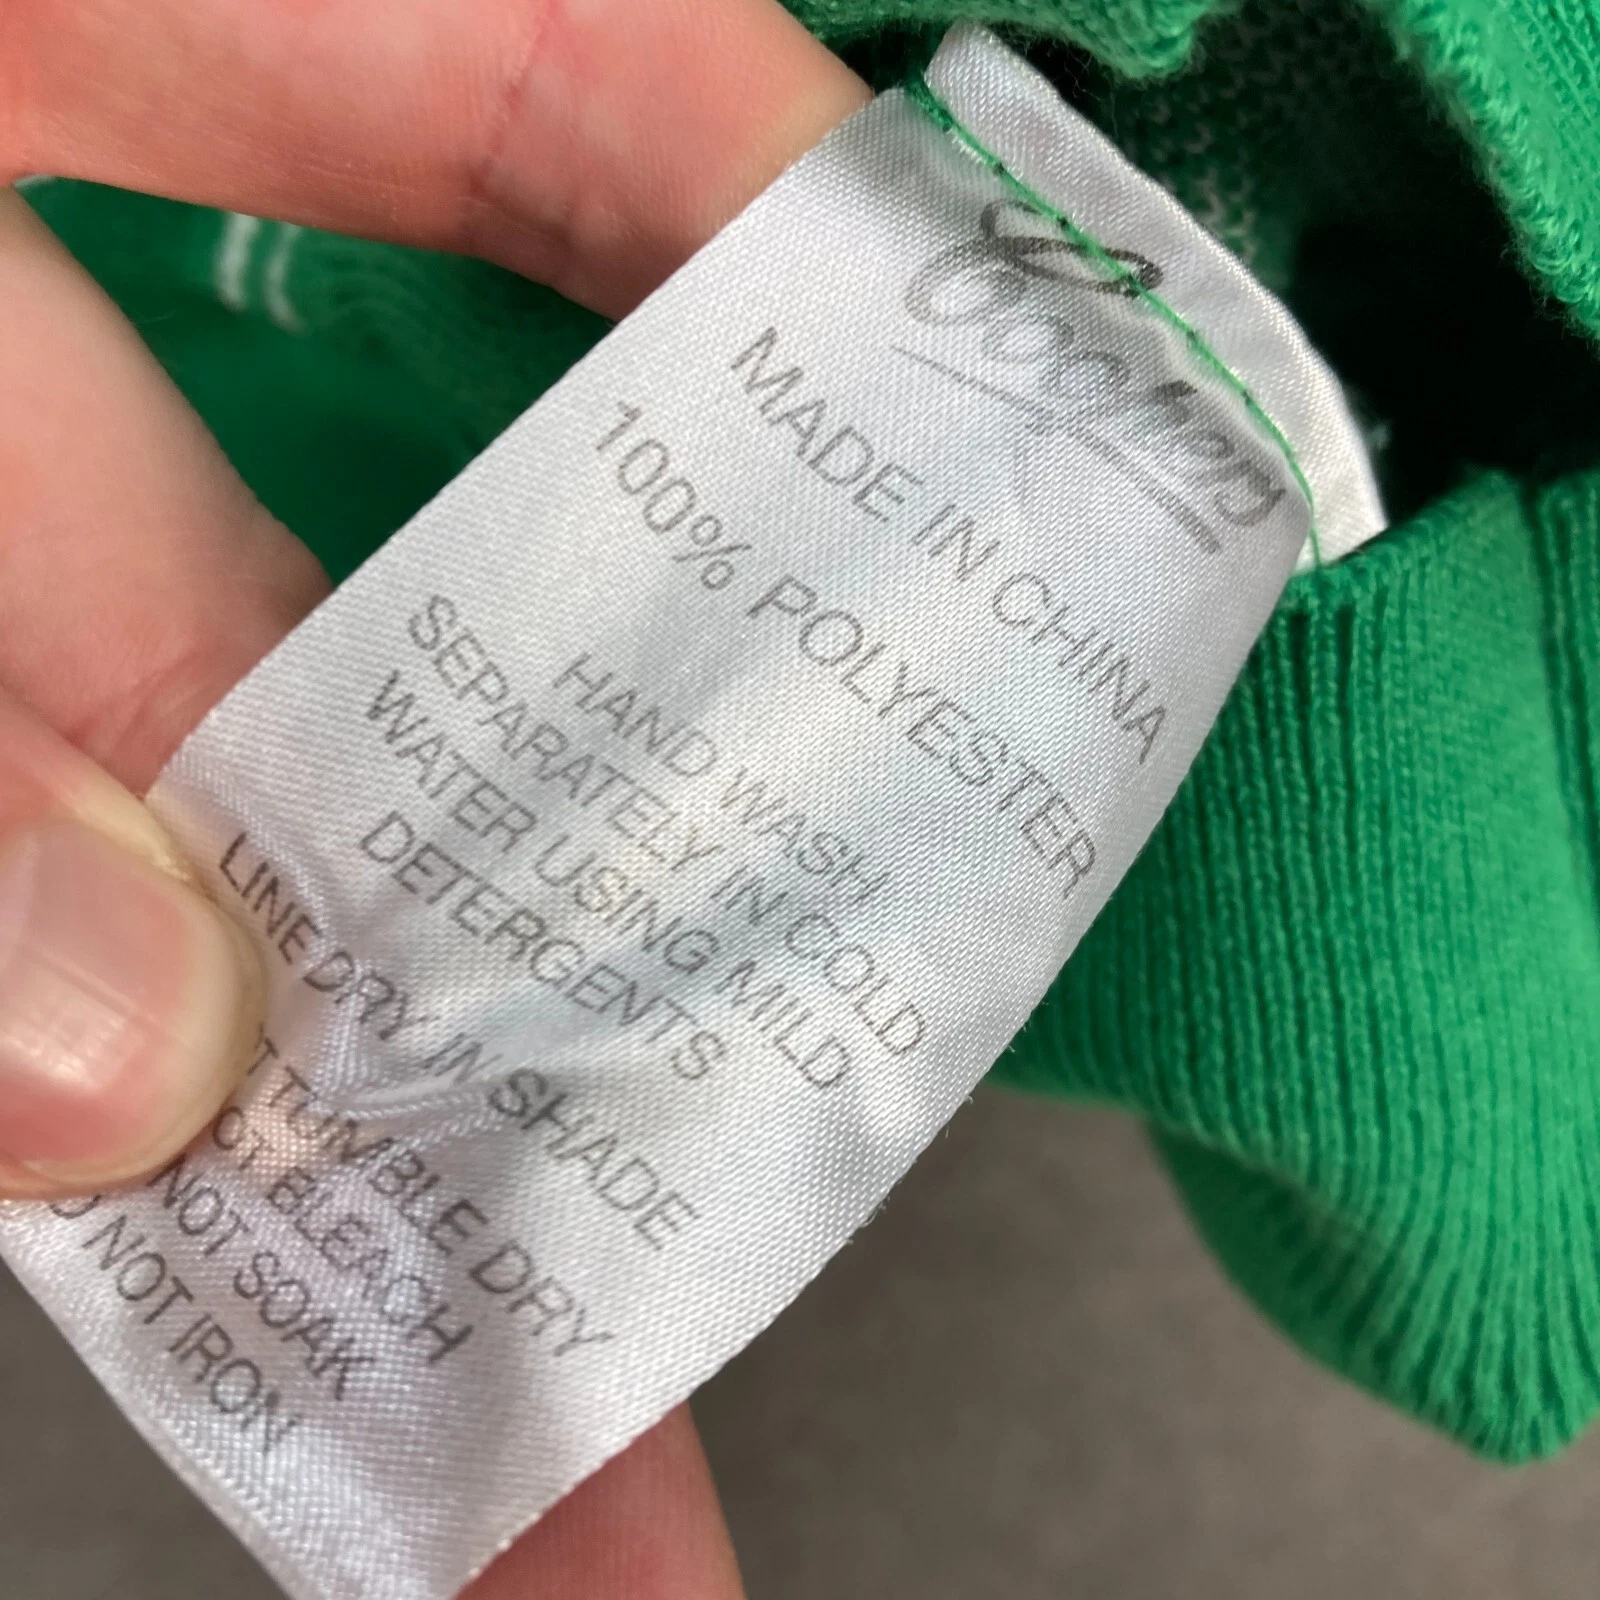 MADE IN CHINA
100% POLYESTER
HAND WASH
SEPARATELY IN COLD
WATER USING MILD
DETERGENTS
LINE DRY IN SHADE
TUMBLE DRY
BLEACH
NOT SOAK
NOT IRON